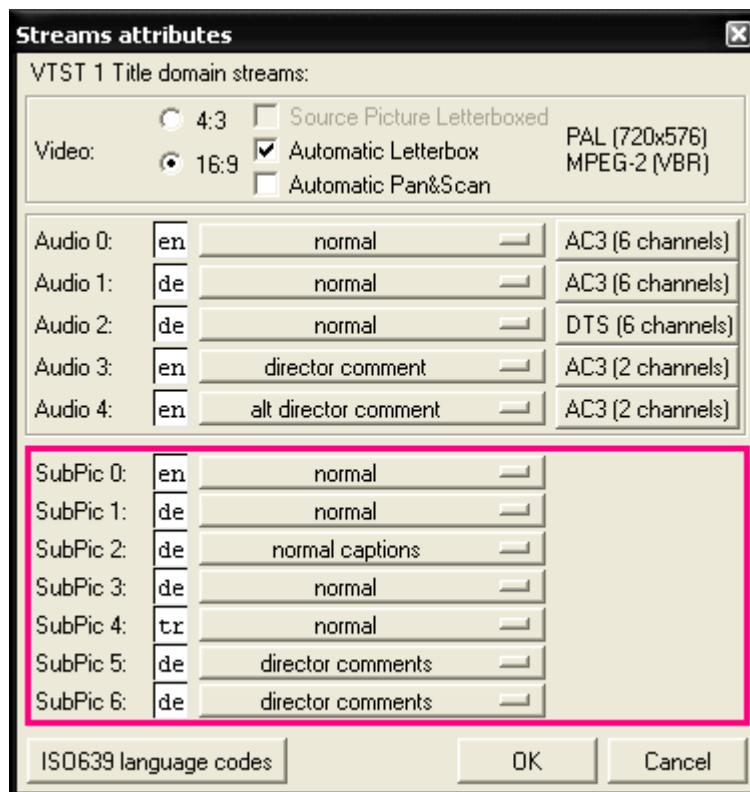 Streams attributes
VTST 1 Title domain streams:
Video:
4:3
16:9
Source Picture Letterboxed
Automatic Letterbox
Automatic Pan&Scan
PAL (720x576)
MPEG-2 (VBR)
Audio 0: en normal AC3 (6 channels)
Audio 1: de normal AC3 (6 channels)
Audio 2: de normal DTS (6 channels)
Audio 3: en director comment AC3 (2 channels)
Audio 4: en alt director comment AC3 (2 channels)
SubPic 0: en normal
SubPic 1: de normal
SubPic 2: de normal captions
SubPic 3: de normal
SubPic 4: tr normal
SubPic 5: de director comments
SubPic 6: de director comments
ISO639 language codes OK Cancel